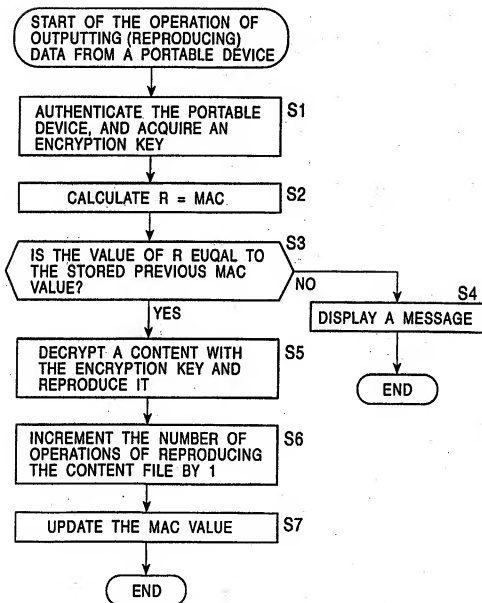 START OF THE OPERATION OF
OUTPUTTING (REPRODUCING)
DATA FROM A PORTABLE DEVICE
S1
AUTHENTICATE THE PORTABLE
DEVICE, AND ACQUIRE AN
ENCRYPTION KEY
S2
CALCULATE R = MAC
S3
IS THE VALUE OF R EUQAL TO
THE STORED PREVIOUS MAC
VALUE?
NO
YES
S4
DISPLAY A MESSAGE
END
S5
DECRYPT A CONTENT WITH
THE ENCRYPTION KEY AND
REPRODUCE IT
S6
INCREMENT THE NUMBER OF
OPERATIONS OF REPRODUCING
THE CONTENT FILE BY 1
S7
UPDATE THE MAC VALUE
END